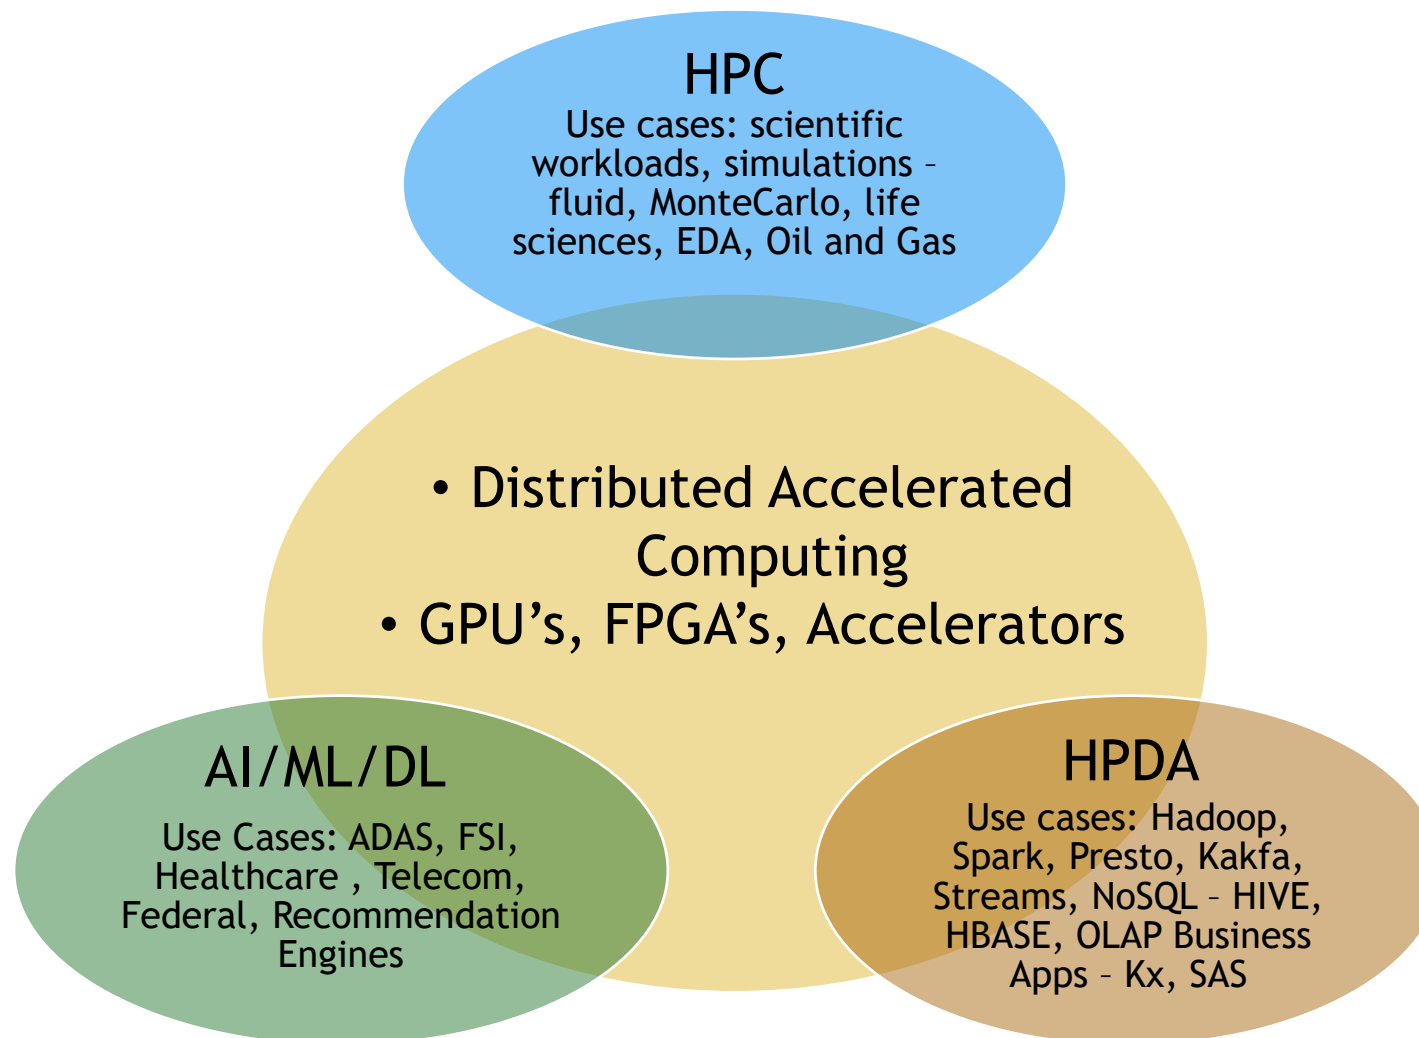 HPC
Use cases: scientific
workloads, simulations –
fluid, MonteCarlo, life
sciences, EDA, Oil and Gas
• Distributed Accelerated
Computing
• GPU’s, FPGA’s, Accelerators
AI/ML/DL
Use Cases: ADAS, FSI,
Healthcare , Telecom,
Federal, Recommendation
Engines
HPDA
Use cases: Hadoop,
Spark, Presto, Kakfa,
Streams, NoSQL – HIVE,
HBASE, OLAP Business
Apps – Kx, SAS